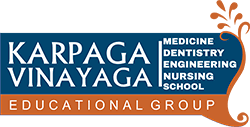 KARPAGA
VINAYAGA
MEDICINE
DENTISTRY
ENGINEERING
NURSING
SCHOOL
EDUCATIONAL GROUP